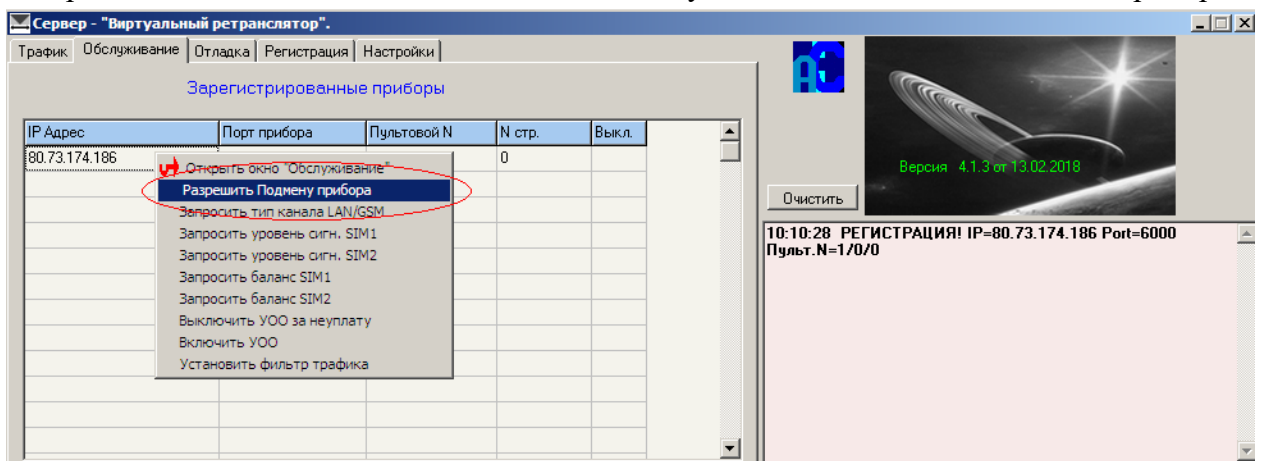 Сервер - "Виртуальный ретранслятор".
Трафик Обслуживание Отладка Регистрация Настройки
Зарегистрированные приборы
IP Адрес Порт прибора Пультовой N N стр. Выкл.
80.73.174.186 0
Открыть окно "Обслуживание"
Разрешить Подмену прибора
Запросить тип канала LAN/GSM
Запросить уровень сигн. SIM1
Запросить уровень сигн. SIM2
Запросить баланс SIM1
Запросить баланс SIM2
Выключить УОО за неуплату
Включить УОО
Установить фильтр трафика
АС
Версия 4.1.3 от 13.02.2018
Очистить
10:10:28 РЕГИСТРАЦИЯ! IP=80.73.174.186 Port=6000
Пульт.N=1/0/0